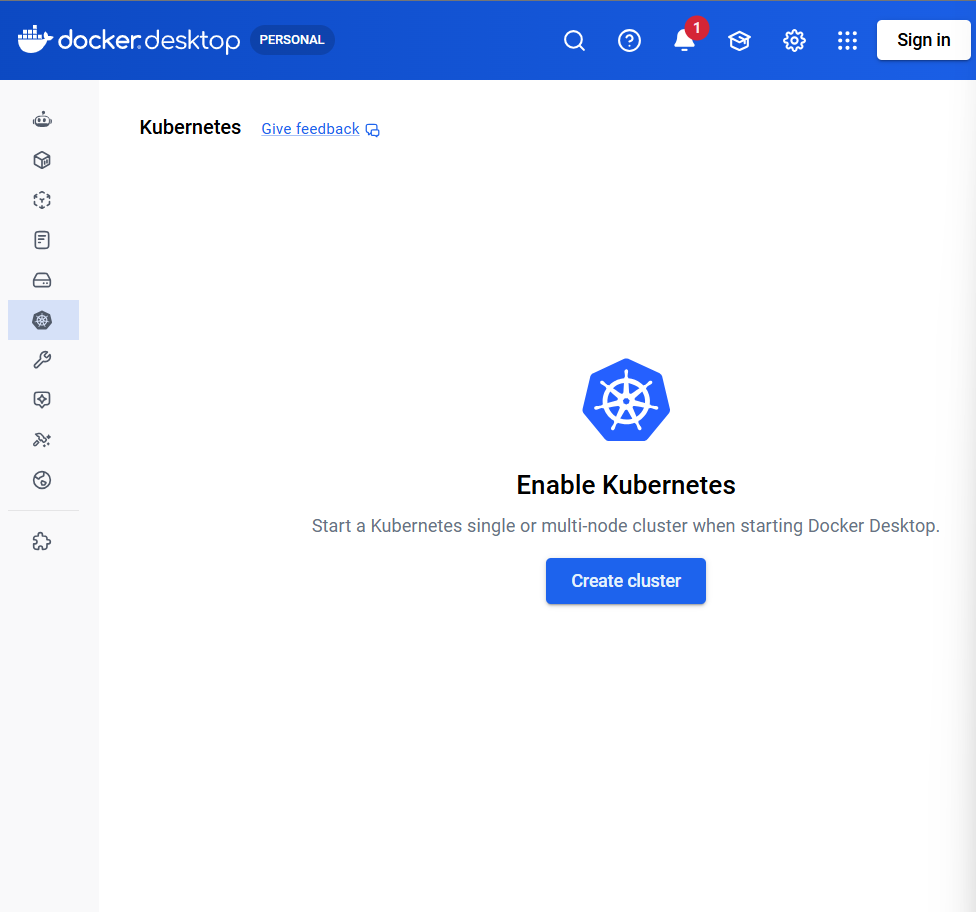 docker.desktop PERSONAL 1 Sign in
Kubernetes Give feedback
Enable Kubernetes
Start a Kubernetes single or multi-node cluster when starting Docker Desktop.
Create cluster